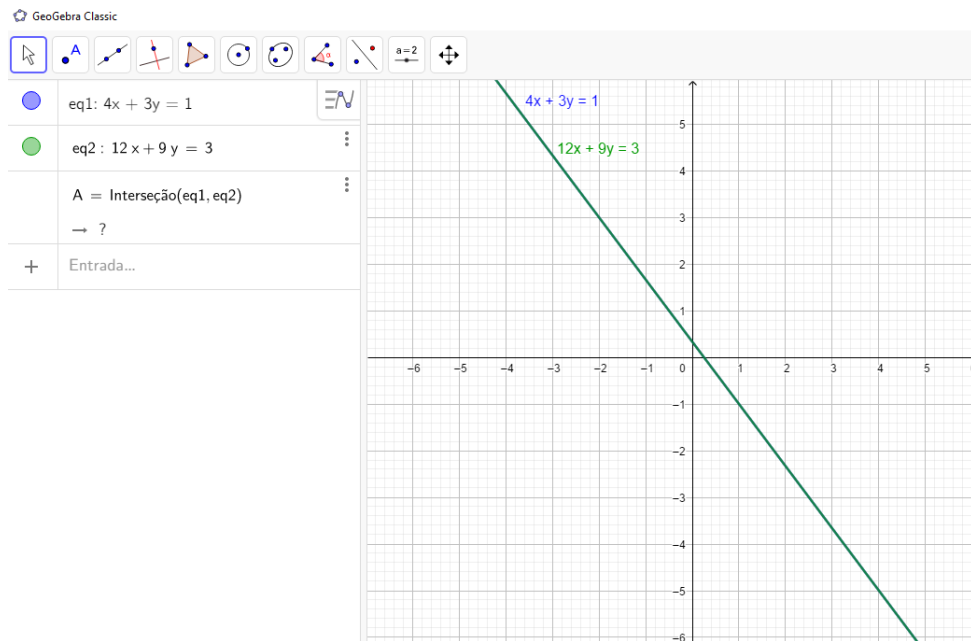 GeoGebra Classic
A
α
a=2
eq1: 4x + 3y = 1
eq2 : 12 x + 9 y = 3
A = Interseção(eq1, eq2)
→ ?
+ Entrada...
4x + 3y = 1
12x + 9y = 3
5
4
3
2
1
−6 −5 −4 −3 −2 −1 0 1 2 3 4 5
−1
−2
−3
−4
−5
−6